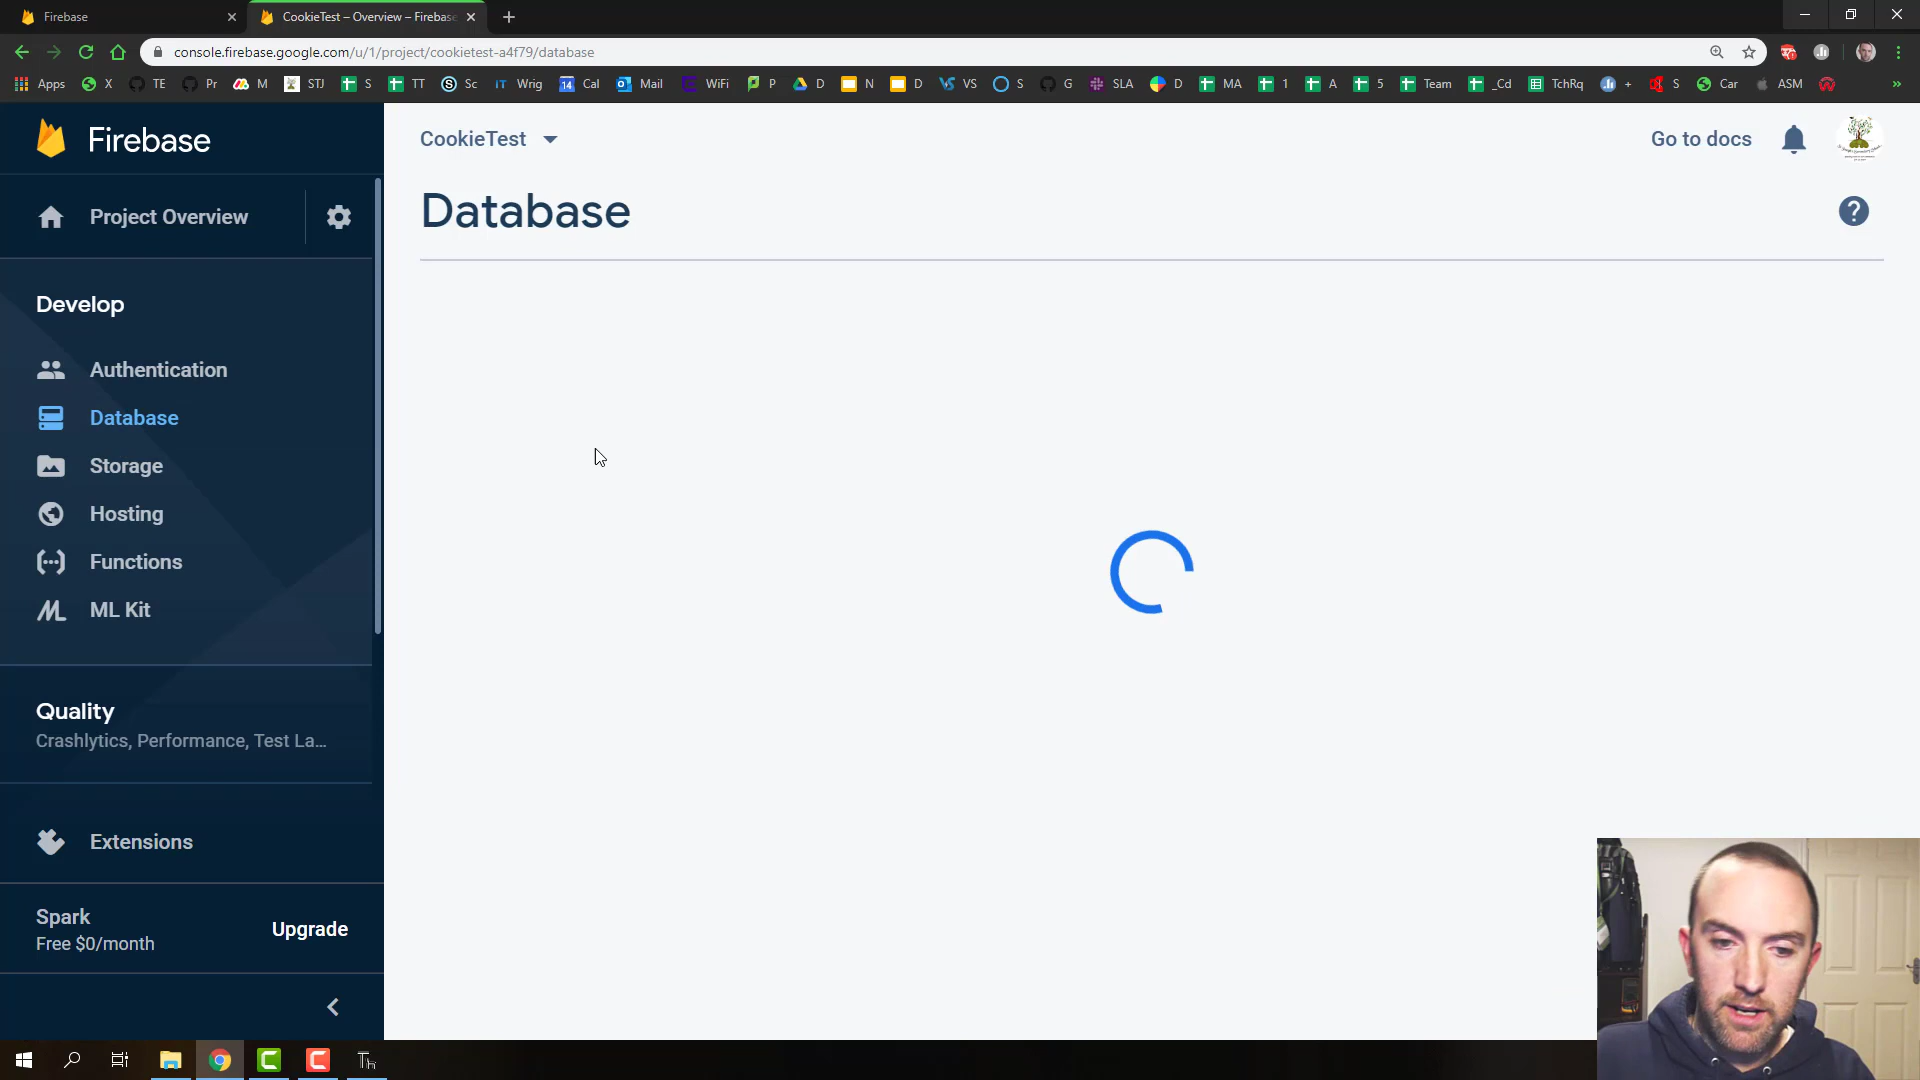 Firebase
CookieTest – Overview – Firebase
console.firebase.google.com/u/1/project/cookietest-a4f79/database
Apps X TE Pr M STJ S TT Sc Wrig Cal Mail WiFi P D N D VS S G SLA D MA 1 A 5 Team _Cd TchRq + S Car ASM »
Firebase
CookieTest
Go to docs
Project Overview
Database
Develop
Authentication
Database
Storage
Hosting
Functions
ML Kit
Quality
Crashlytics, Performance, Test La...
Extensions
Spark
Free $0/month
Upgrade